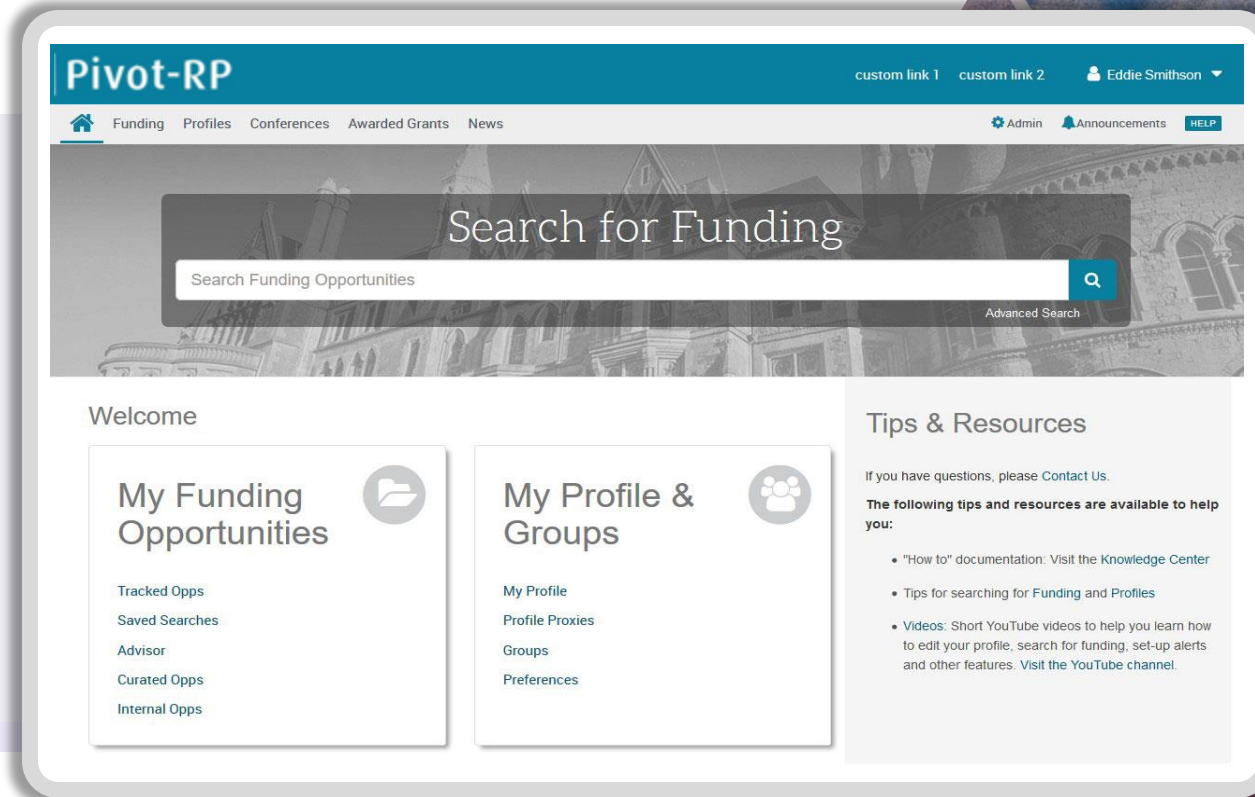 Pivot-RP
custom link 1 custom link 2 Eddie Smithson
Funding Profiles Conferences Awarded Grants News
Admin Announcements HELP
Search for Funding
Search Funding Opportunities
Advanced Search
Welcome
My Funding
Opportunities
Tracked Opps
Saved Searches
Advisor
Curated Opps
Internal Opps
My Profile &
Groups
My Profile
Profile Proxies
Groups
Preferences
Tips & Resources
If you have questions, please Contact Us.
The following tips and resources are available to help
you:
• "How to" documentation: Visit the Knowledge Center
• Tips for searching for Funding and Profiles
• Videos: Short YouTube videos to help you learn how
to edit your profile, search for funding, set-up alerts
and other features. Visit the YouTube channel.